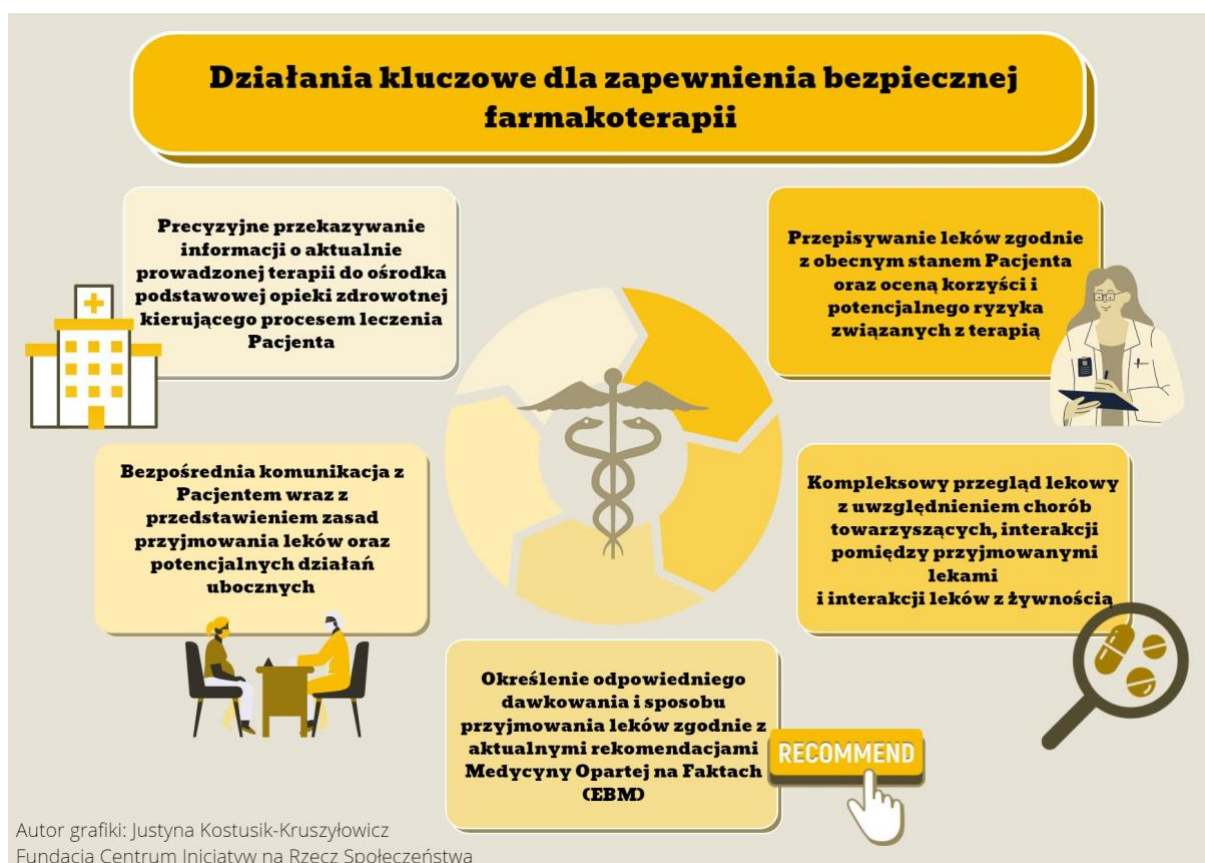 Działania kluczowe dla zapewnienia bezpiecznej
farmakoterapii
Precyzyjne przekazywanie
informacji o aktualnie
prowadzonej terapii do ośrodka
podstawowej opieki zdrowotnej
kierującego procesem leczenia
Pacjenta
Przepisywanie leków zgodnie
z obecnym stanem Pacjenta
oraz oceną korzyści i
potencjalnego ryzyka
związanych z terapią
Bezpośrednia komunikacja z
Pacjentem wraz z
przedstawieniem zasad
przyjmowania leków oraz
potencjalnych działań
ubocznych
Kompleksowy przegląd lekowy
z uwzględnieniem chorób
towarzyszących, interakcji
pomiędzy przyjmowanymi
lekami
i interakcji leków z żywnością
Określenie odpowiedniego
dawkowania i sposobu
przyjmowania leków zgodnie z
aktualnymi rekomendacjami
Medycyny Opartej na Faktach
(EBM)
RECOMMEND
Autor grafiki: Justyna Kostusik-Kruszyłowicz
Fundacja Centrum Inicjatyw na Rzecz Społeczeństwa